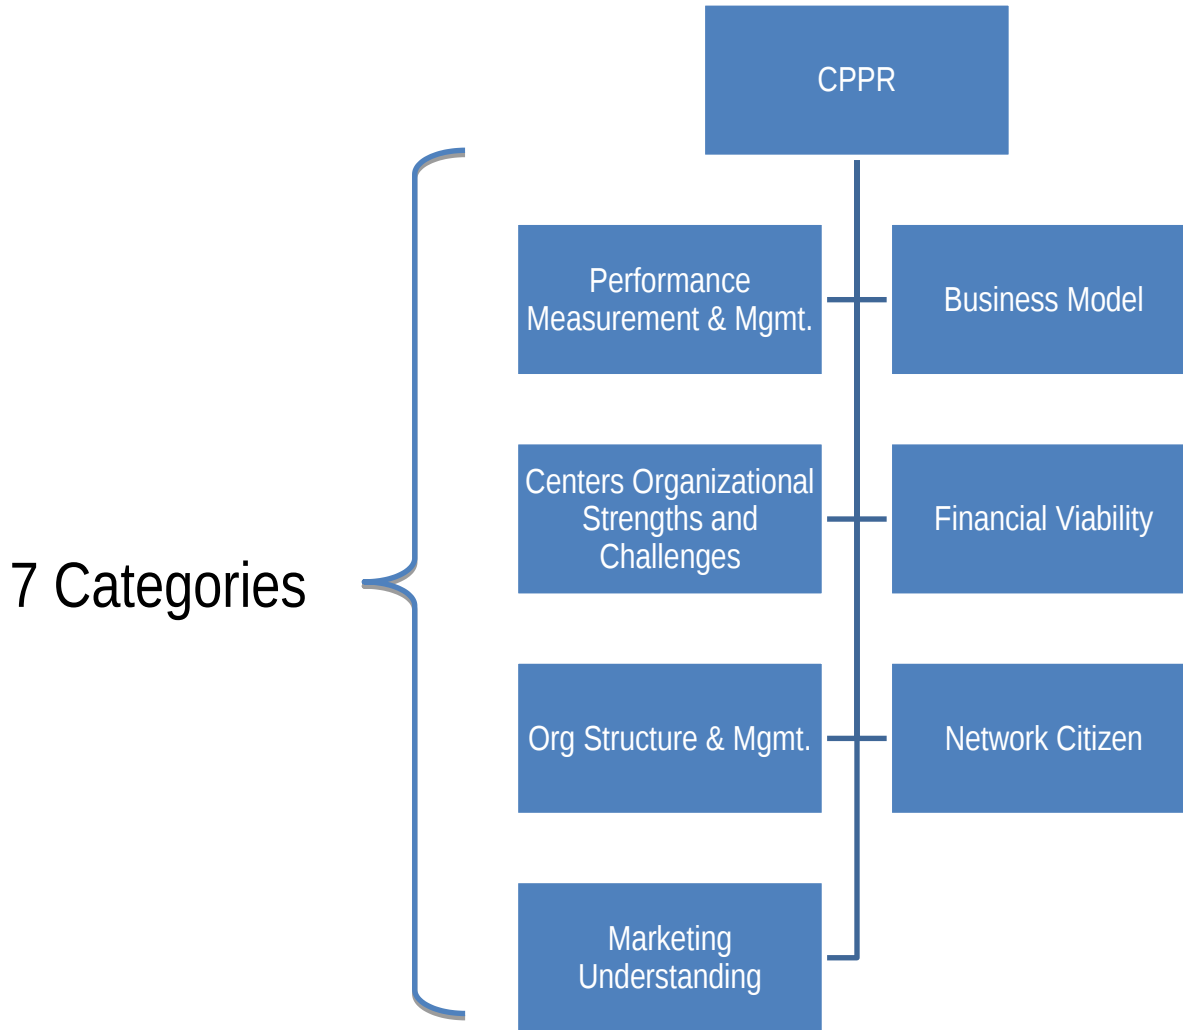 CPPR
Performance
Measurement & Mgmt.
Business Model
Centers Organizational
Strengths and
Challenges
Financial Viability
7 Categories
Org Structure & Mgmt.
Network Citizen
Marketing
Understanding